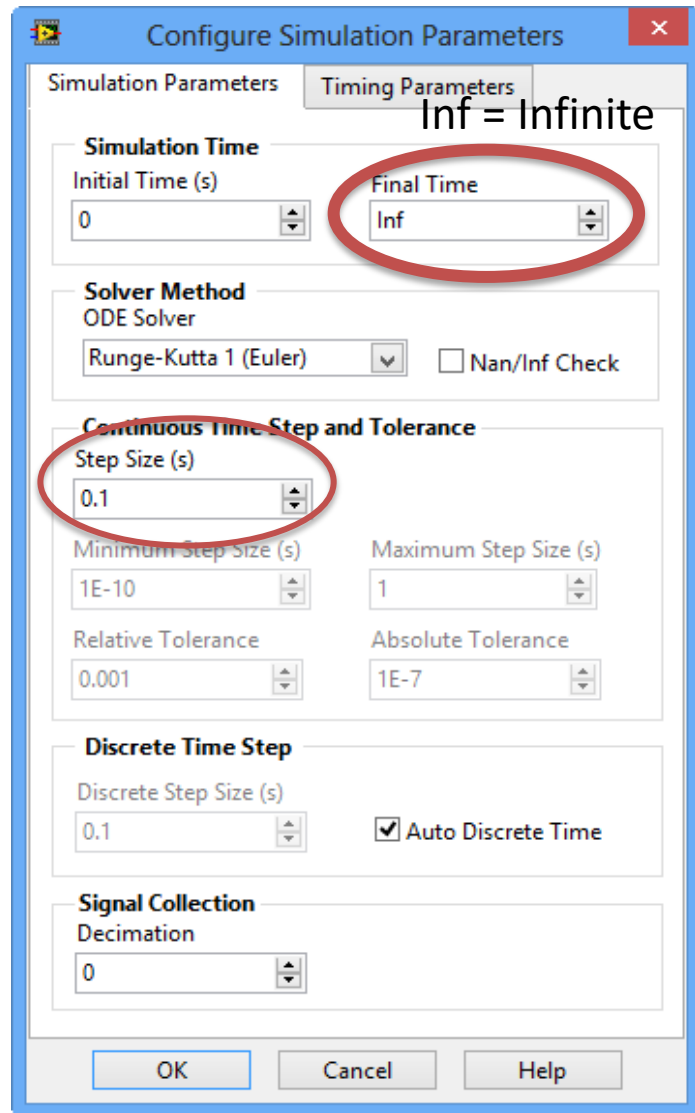 Configure Simulation Parameters
Simulation Parameters
Timing Parameters
Inf = Infinite
Simulation Time
Initial Time (s)
Final Time
0
Inf
Solver Method
ODE Solver
Runge-Kutta 1 (Euler)
Nan/Inf Check
Continuous Time Step and Tolerance
Step Size (s)
0.1
Minimum Step Size (s)
Maximum Step Size (s)
1E-10
1
Relative Tolerance
Absolute Tolerance
0.001
1E-7
Discrete Time Step
Discrete Step Size (s)
0.1
Auto Discrete Time
Signal Collection
Decimation
0
OK
Cancel
Help